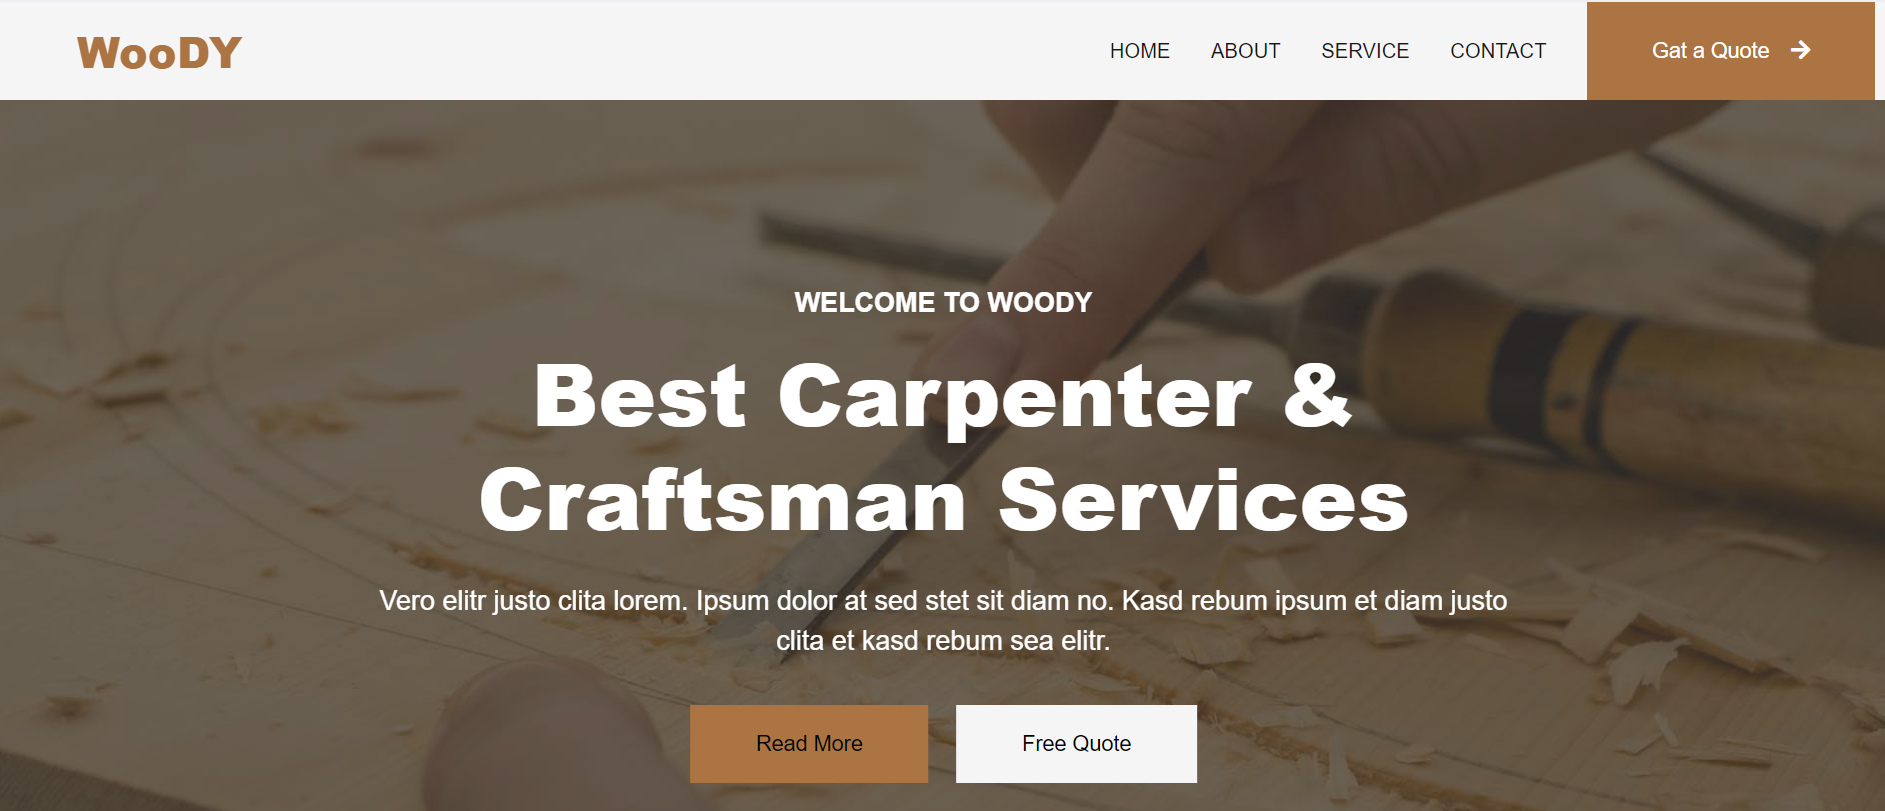 WooDY
HOME ABOUT SERVICE CONTACT Gat a Quote
WELCOME TO WOODY
Best Carpenter &
Craftsman Services
Vero elitr justo clita lorem. Ipsum dolor at sed stet sit diam no. Kasd rebum ipsum et diam justo
clita et kasd rebum sea elitr.
Read More Free Quote